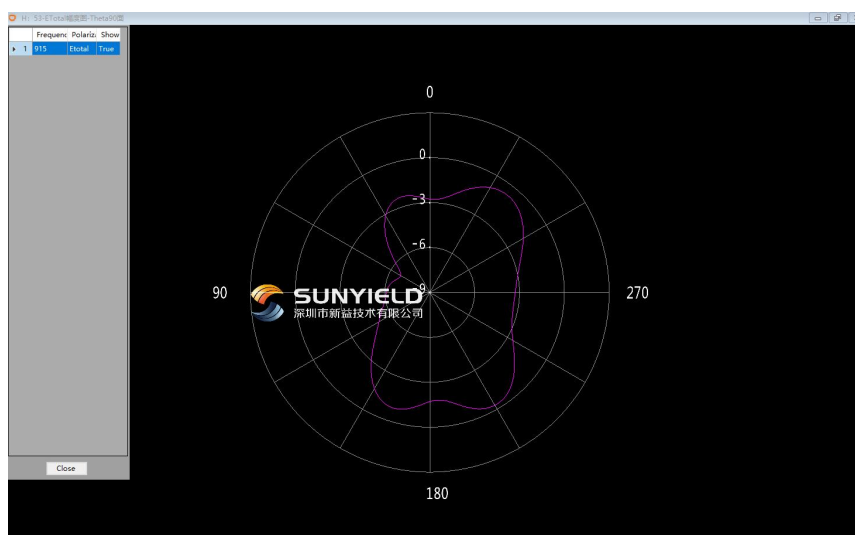 H| S3-ETotal幅度图-Theta90度
Frequenc Polariz: Show
1 915 Etotal True
Close
0
0.
-3.
-6.
-9.
90
270
180
SUNYIELD
深圳市新益技术有限公司